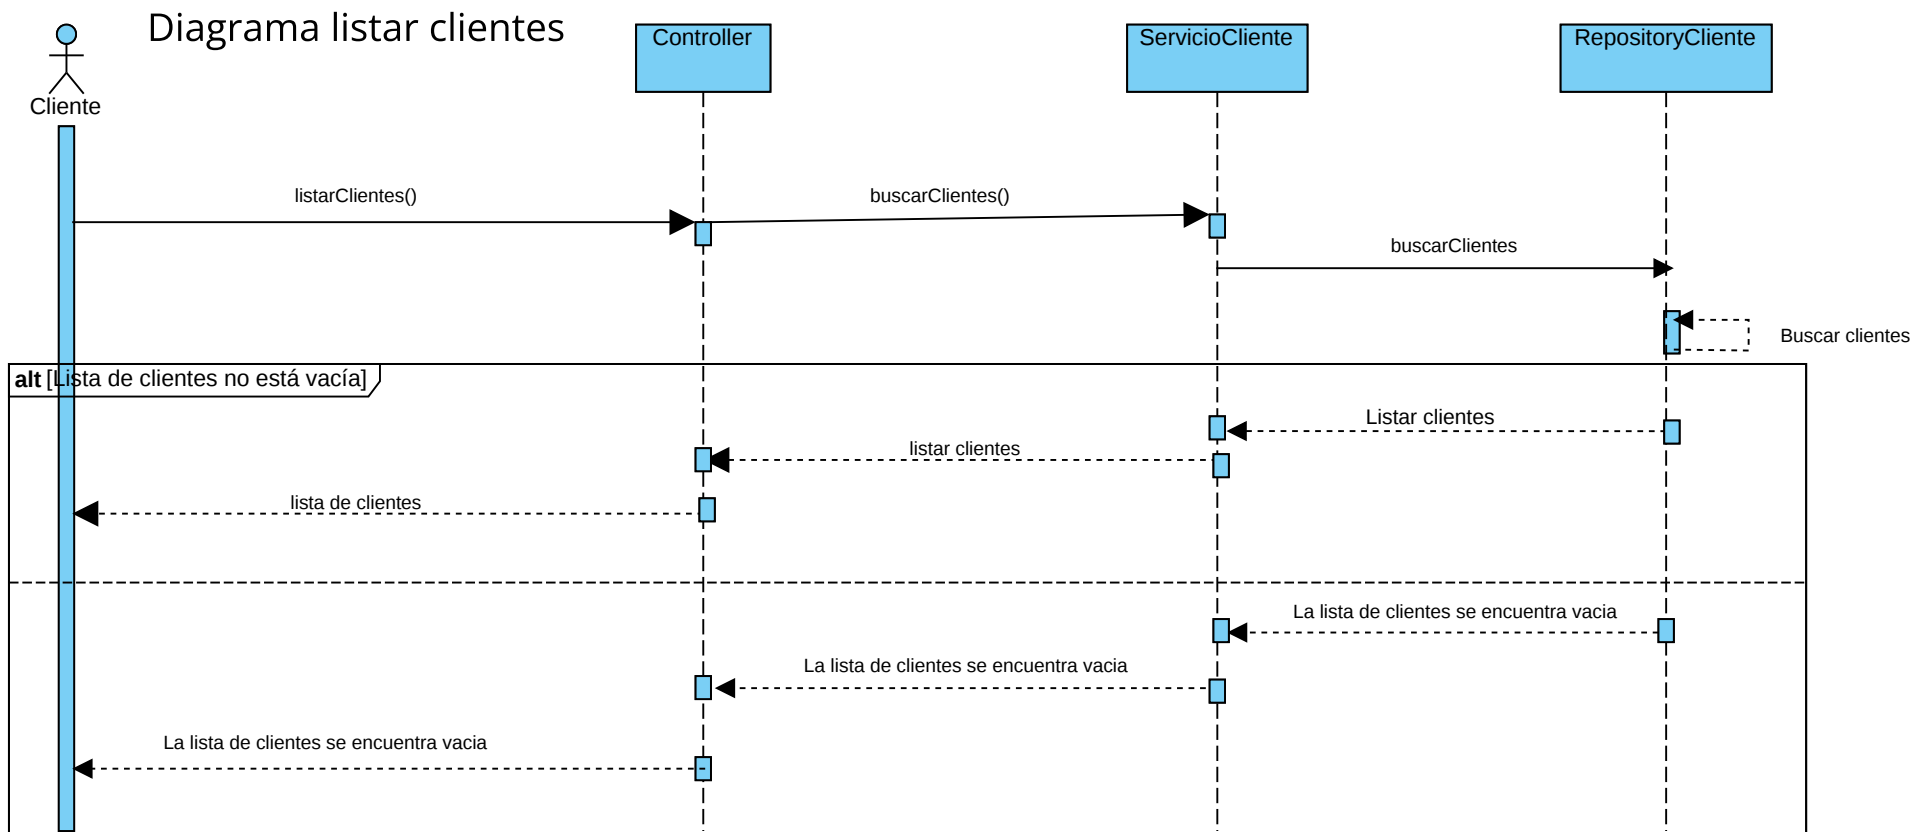 Diagrama listar clientes
Cliente
Controller
ServicioCliente
RepositoryCliente
listarClientes()
buscarClientes()
buscarClientes
Buscar clientes
alt [Lista de clientes no está vacía]
Listar clientes
listar clientes
lista de clientes
La lista de clientes se encuentra vacia
La lista de clientes se encuentra vacia
La lista de clientes se encuentra vacia